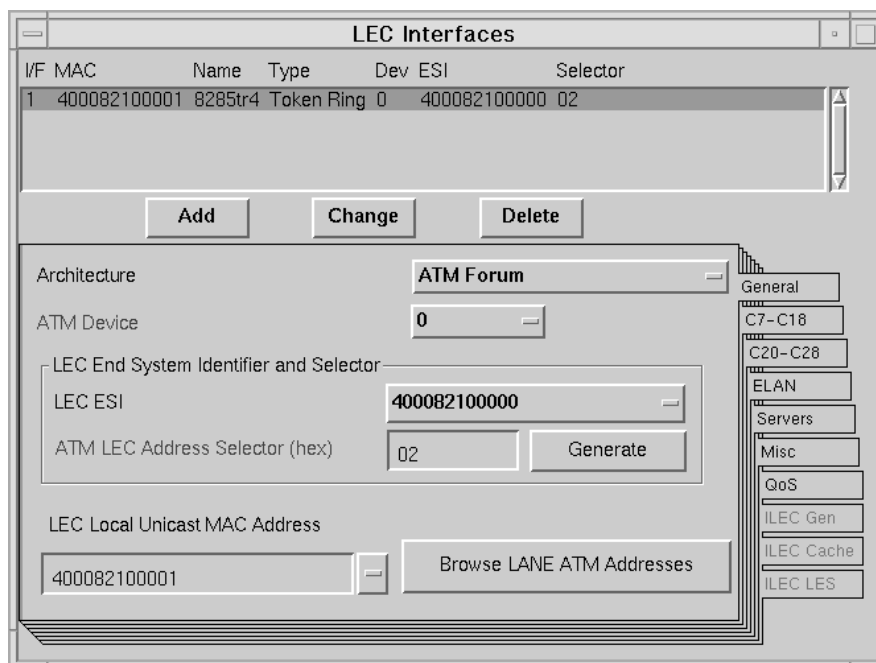 LEC Interfaces
I/F MAC Name Type Dev ESI Selector
1 400082100001 8285tr4 Token Ring 0 400082100000 02
Add Change Delete
Architecture ATM Forum
ATM Device 0
LEC End System Identifier and Selector
LEC ESI 400082100000
ATM LEC Address Selector (hex) 02 Generate
LEC Local Unicast MAC Address
400082100001 Browse LANE ATM Addresses
General
C7-C18
C20-C28
ELAN
Servers
Misc
QoS
ILEC Gen
ILEC Cache
ILEC LES